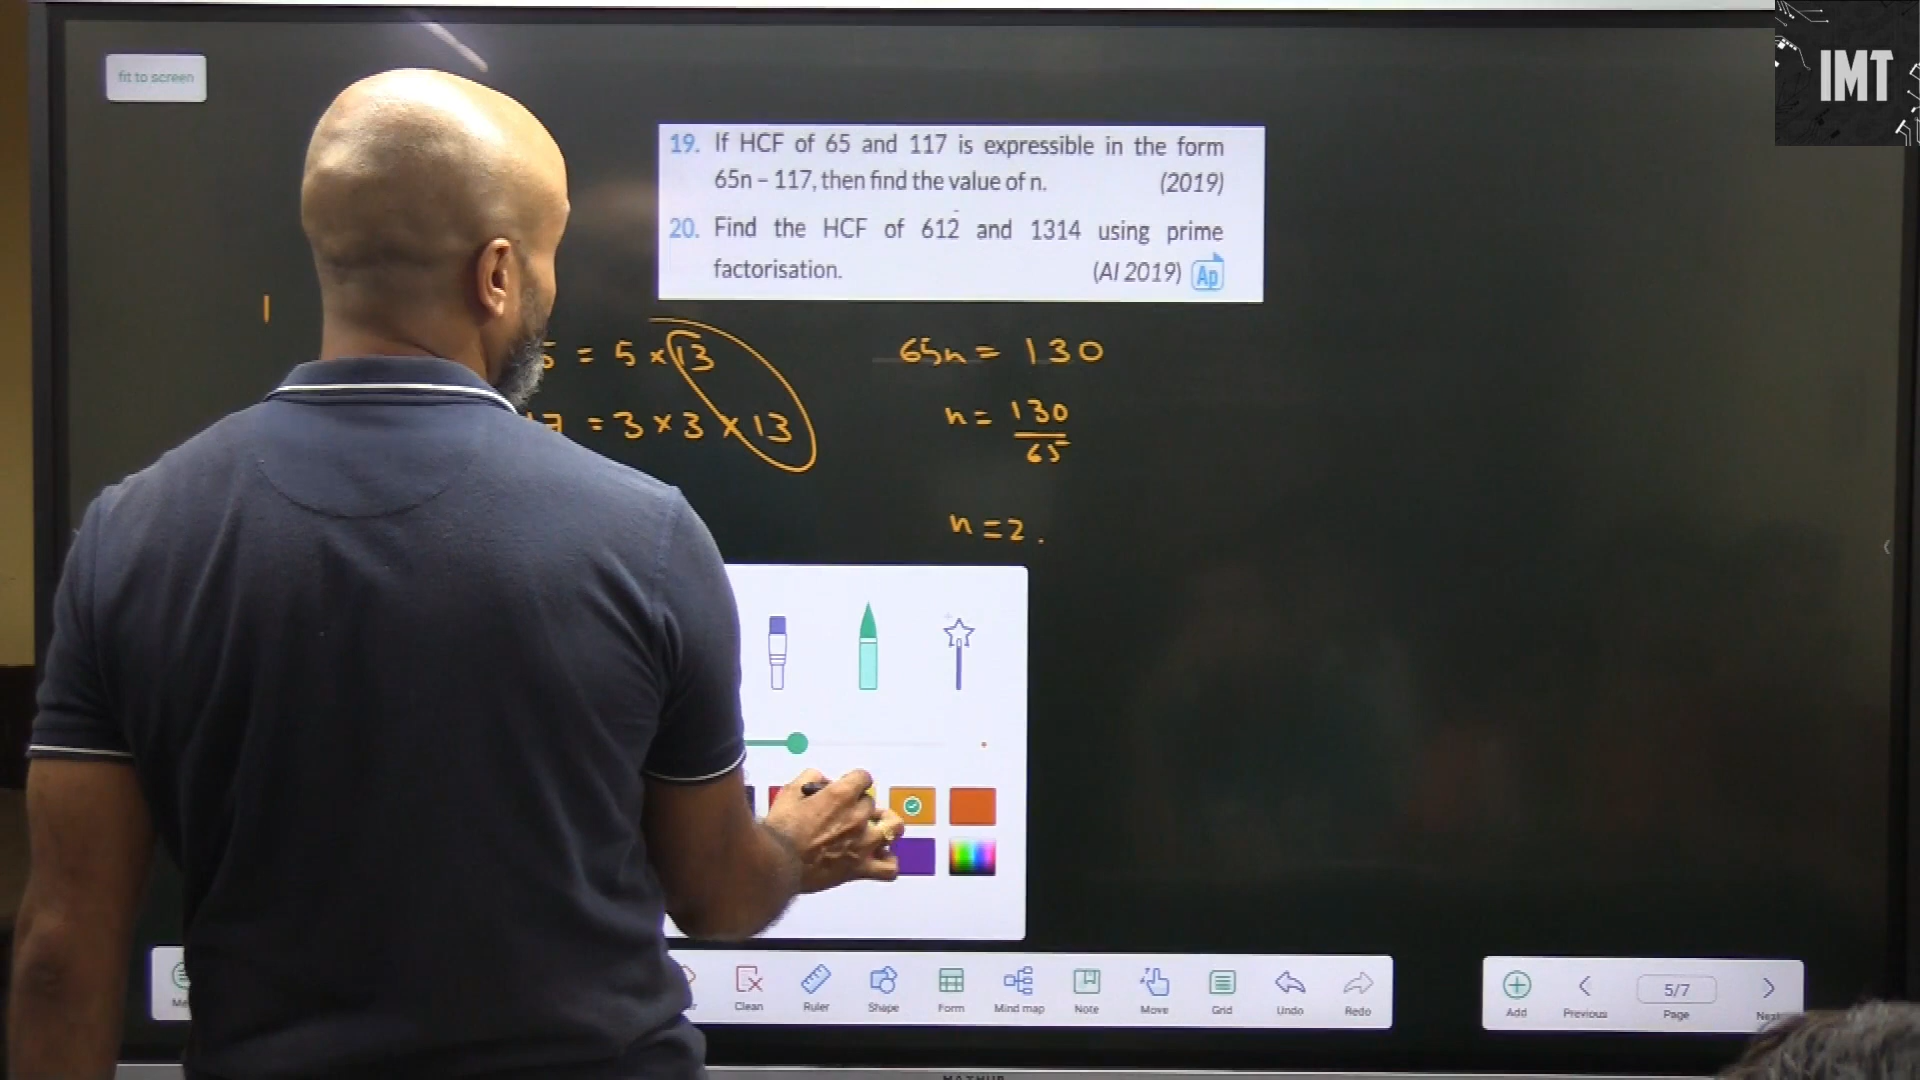 fit to screen
IMT
19. If HCF of 65 and 117 is expressible in the form
65n – 117, then find the value of n. (2019)
20. Find the HCF of 612 and 1314 using prime
factorisation. (AI 2019) Ap
5 = 5 × 13
17 = 3 × 3 × 13
65n = 130
n = 130
65
n = 2 .
Clean
Ruler
Shape
Form
Mind map
Note
Move
Grid
Undo
Redo
Add
Previous
5/7
Page
Next